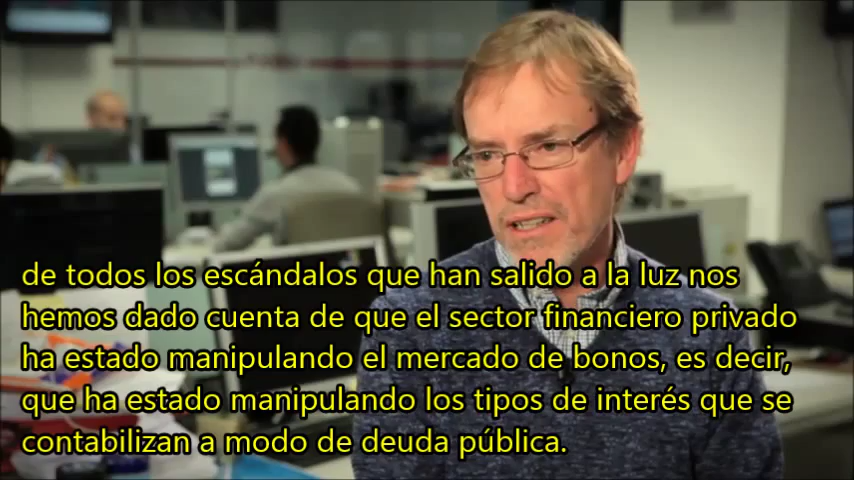 de todos los escándalos que han salido a la luz nos
hemos dado cuenta de que el sector financiero privado
ha estado manipulando el mercado de bonos, es decir,
que ha estado manipulando los tipos de interés que se
contabilizan a modo de deuda pública.